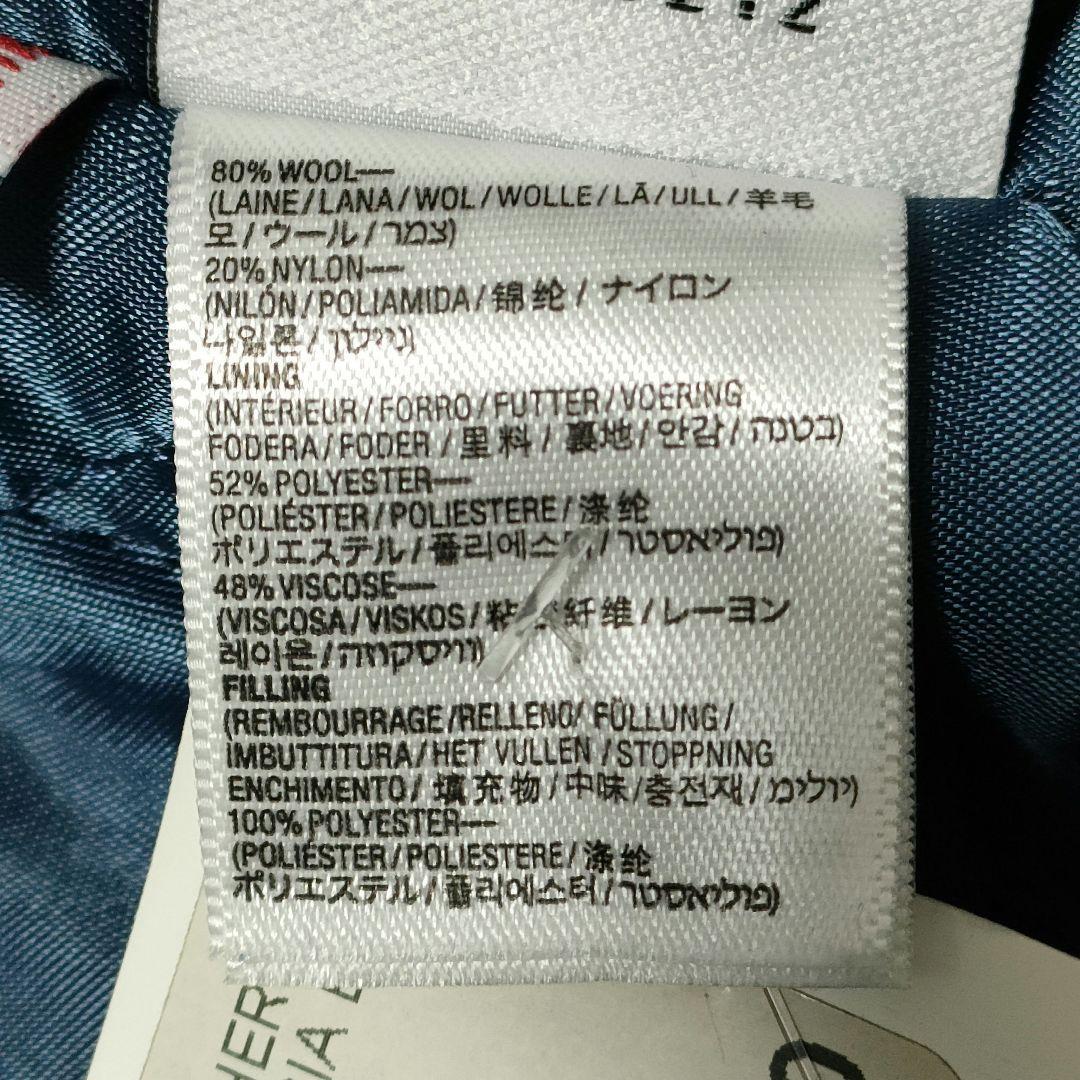 80% WOOL—
(LAINE/LANA/WOL/WOLLE/LÃ/ULL/羊毛
모/ウール/צמר)
20% NYLON—
(NILÓN/POLIAMIDA/锦纶/ナイロン
나일론/ניילון)
LINING
(INTÉRIEUR/FORRO/FUTTER/VOERING
FODERA/FODER/里料/裏地/안감/בטנה)
52% POLYESTER—
(POLIÉSTER/POLIESTERE/涤纶
ポリエステル/폴리에스터/פוליאסטר)
48% VISCOSE—
(VISCOSA/VISKOS/粘胶纤维/レーヨン
레이온/וויסקוזה)
FILLING
(REMBOURRAGE/RELLENO/FÜLLUNG/
IMBUTTITURA/HET VULLEN/STOPPNING
ENCHIMENTO/填充物/中味/충전재/מילוי)
100% POLYESTER—
(POLIÉSTER/POLIESTERE/涤纶
ポリエステル/폴리에스터/פוליאסטר)
HER